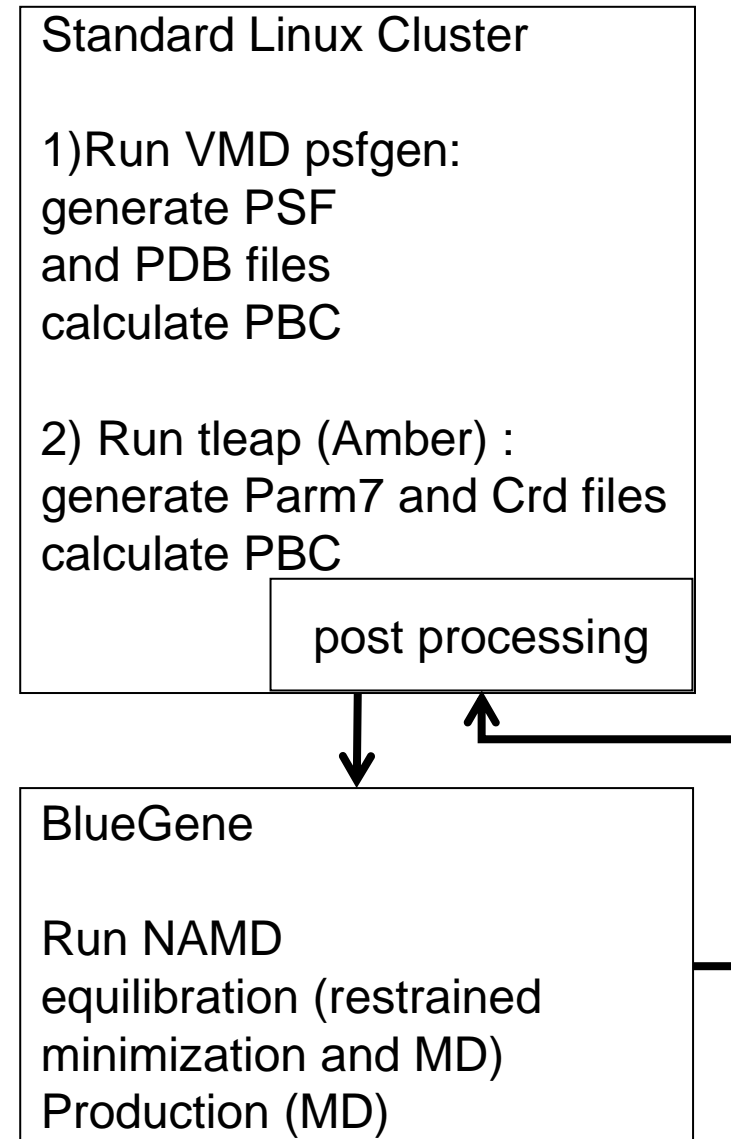 Standard Linux Cluster
1)Run VMD psfgen:
generate PSF
and PDB files
calculate PBC
2) Run tleap (Amber) :
generate Parm7 and Crd files
calculate PBC
post processing
BlueGene
Run NAMD
equilibration (restrained
minimization and MD)
Production (MD)